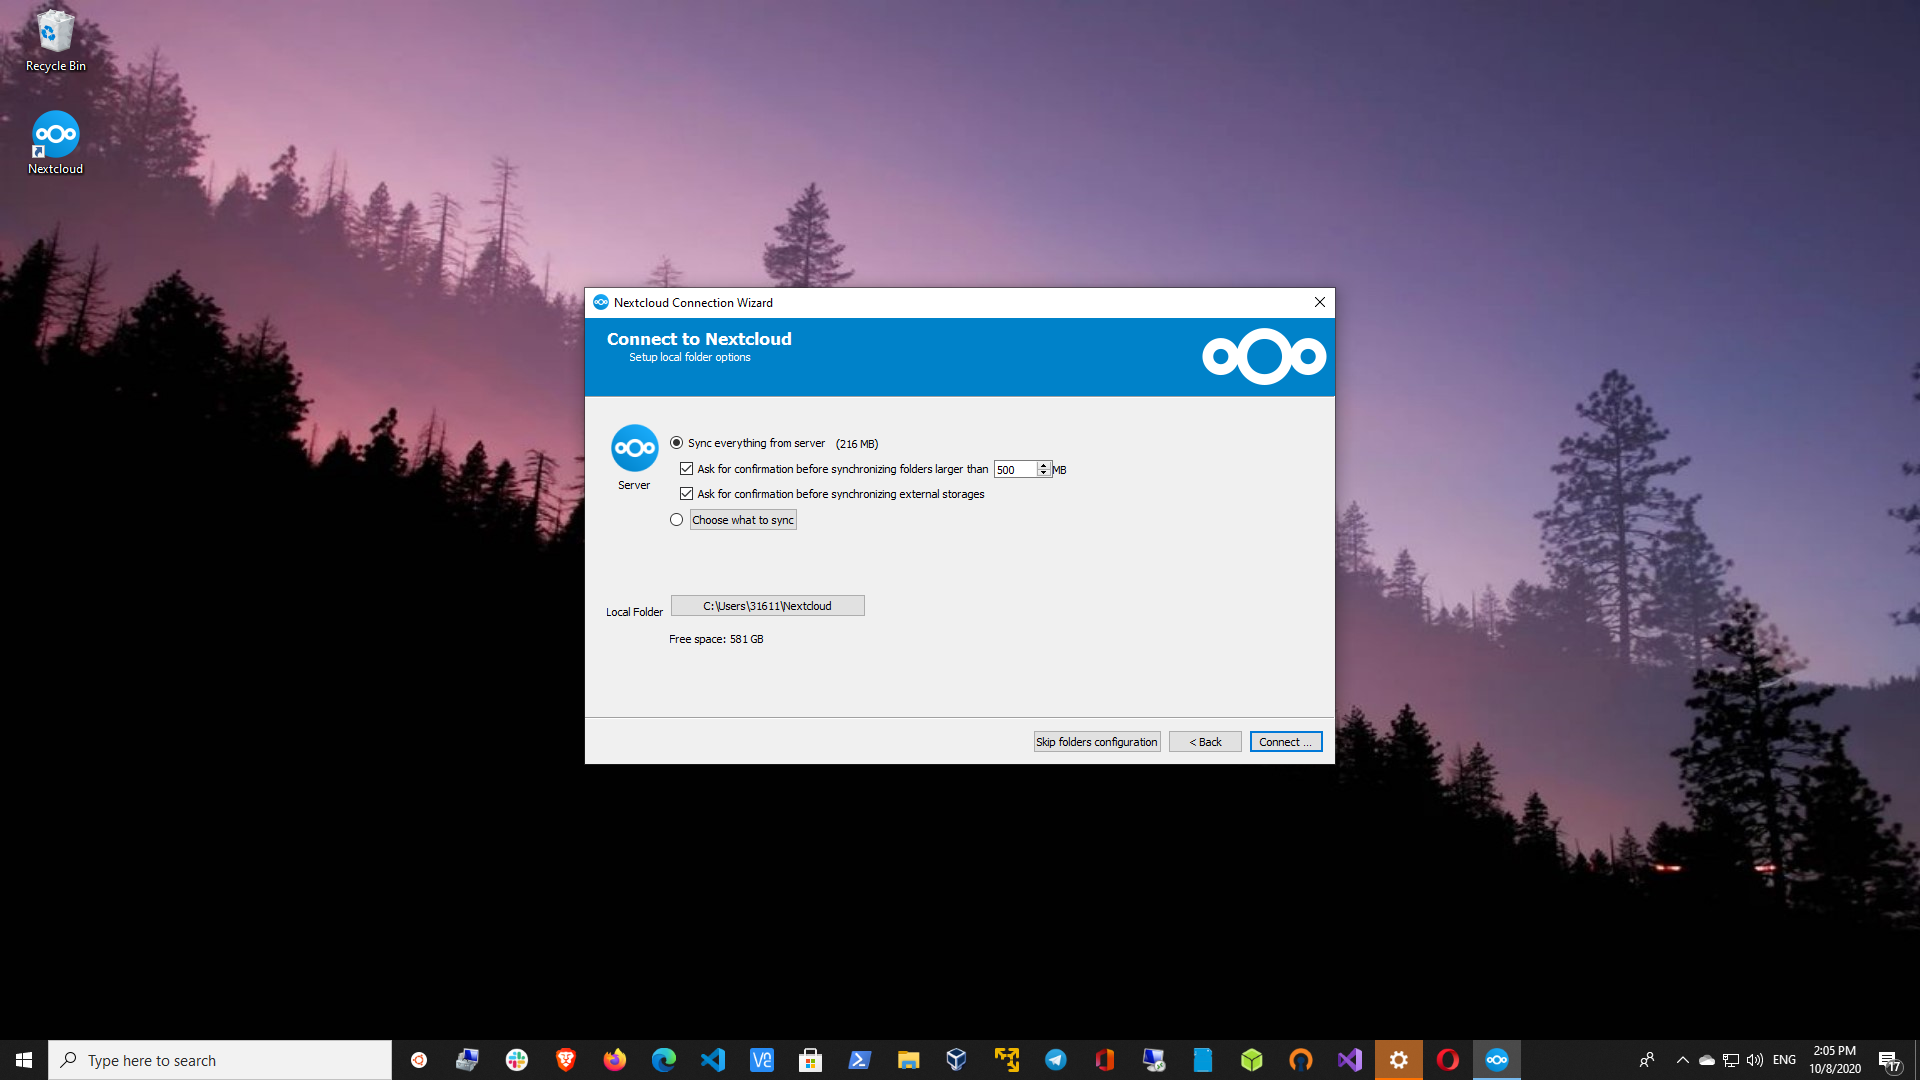 Recycle Bin
Nextcloud
Nextcloud Connection Wizard
Connect to Nextcloud
Setup local folder options
Server
Sync everything from server (216 MB)
Ask for confirmation before synchronizing folders larger than 500 MB
Ask for confirmation before synchronizing external storages
Choose what to sync
Local Folder C:\Users\31611\Nextcloud
Free space: 581 GB
Skip folders configuration < Back Connect ...
Type here to search
ENG
2:05 PM
10/8/2020
17